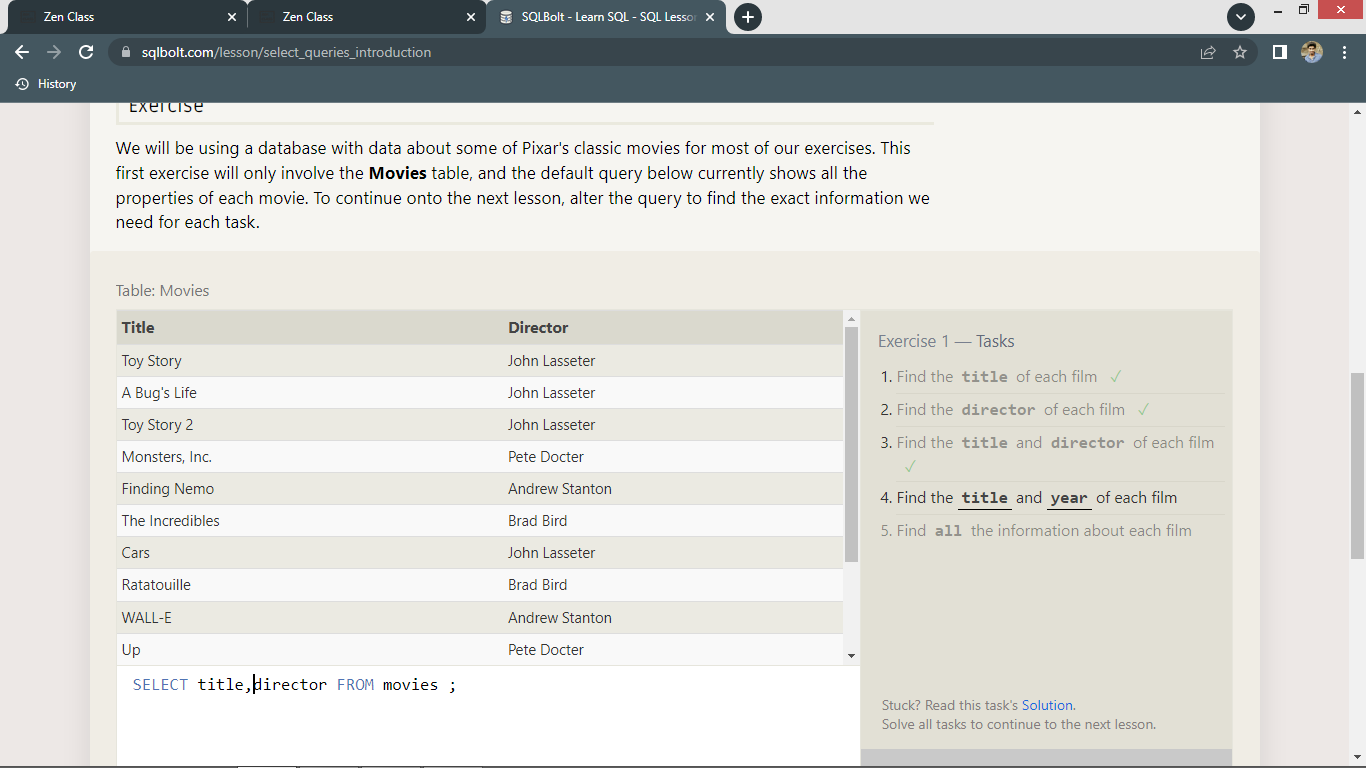 Zen Class
Zen Class
SQLBolt - Learn SQL - SQL Lesson
sqlbolt.com/lesson/select_queries_introduction
History
Exercise
We will be using a database with data about some of Pixar's classic movies for most of our exercises. This
first exercise will only involve the Movies table, and the default query below currently shows all the
properties of each movie. To continue onto the next lesson, alter the query to find the exact information we
need for each task.
Table: Movies
Title Director
Toy Story John Lasseter
A Bug's Life John Lasseter
Toy Story 2 John Lasseter
Monsters, Inc. Pete Docter
Finding Nemo Andrew Stanton
The Incredibles Brad Bird
Cars John Lasseter
Ratatouille Brad Bird
WALL-E Andrew Stanton
Up Pete Docter
SELECT title,director FROM movies ;
Exercise 1 — Tasks
1. Find the title of each film ✓
2. Find the director of each film ✓
3. Find the title and director of each film
✓
4. Find the title and year of each film
5. Find all the information about each film
Stuck? Read this task's Solution.
Solve all tasks to continue to the next lesson.